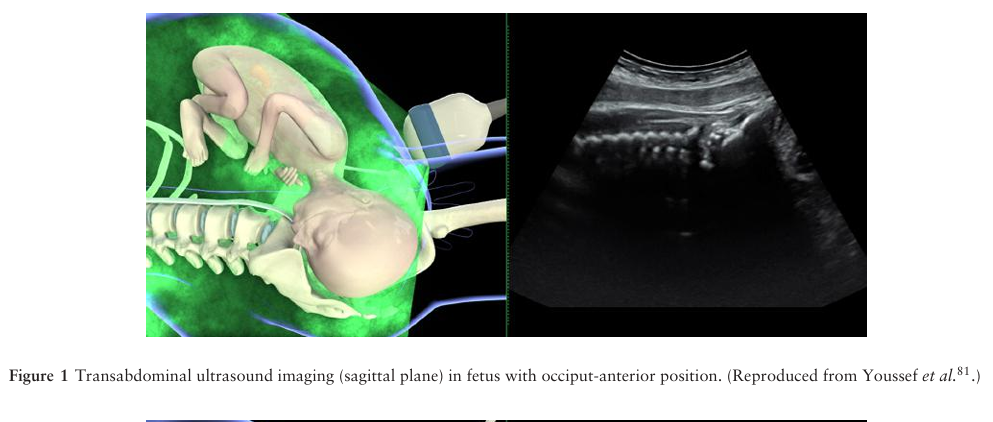 Figure 1 Transabdominal ultrasound imaging (sagittal plane) in fetus with occiput-anterior position. (Reproduced from Youssef et al.81.)